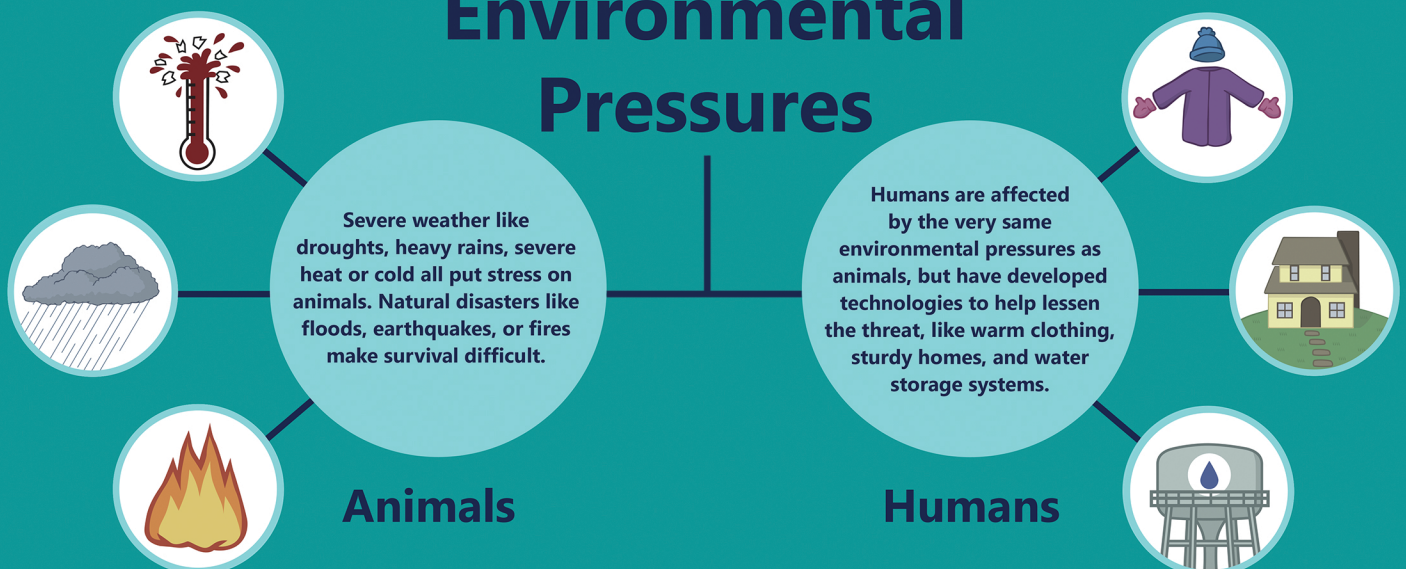 Environmental
Pressures
Severe weather like
droughts, heavy rains, severe
heat or cold all put stress on
animals. Natural disasters like
floods, earthquakes, or fires
make survival difficult.
Humans are affected
by the very same
environmental pressures as
animals, but have developed
technologies to help lessen
the threat, like warm clothing,
sturdy homes, and water
storage systems.
Animals
Humans